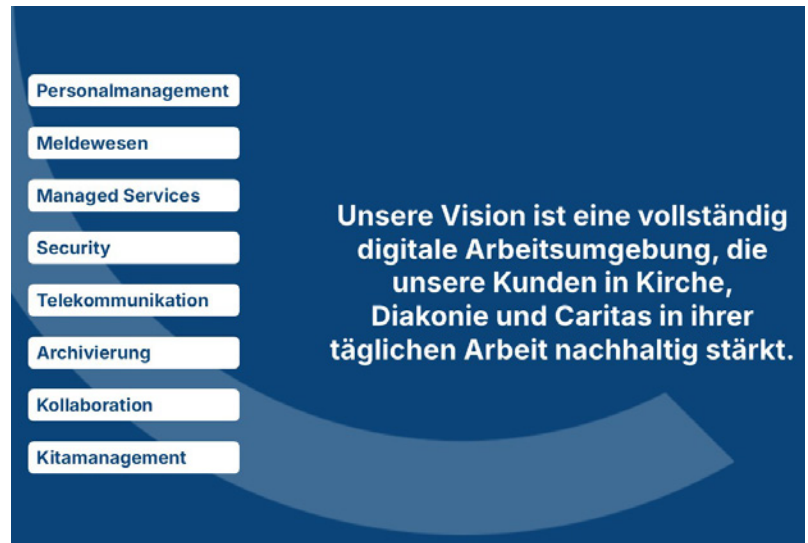 Personalmanagement
Meldewesen
Managed Services
Security
Telekommunikation
Archivierung
Kollaboration
Kitamanagement
Unsere Vision ist eine vollständig
digitale Arbeitsumgebung, die
unsere Kunden in Kirche,
Diakonie und Caritas in ihrer
täglichen Arbeit nachhaltig stärkt.